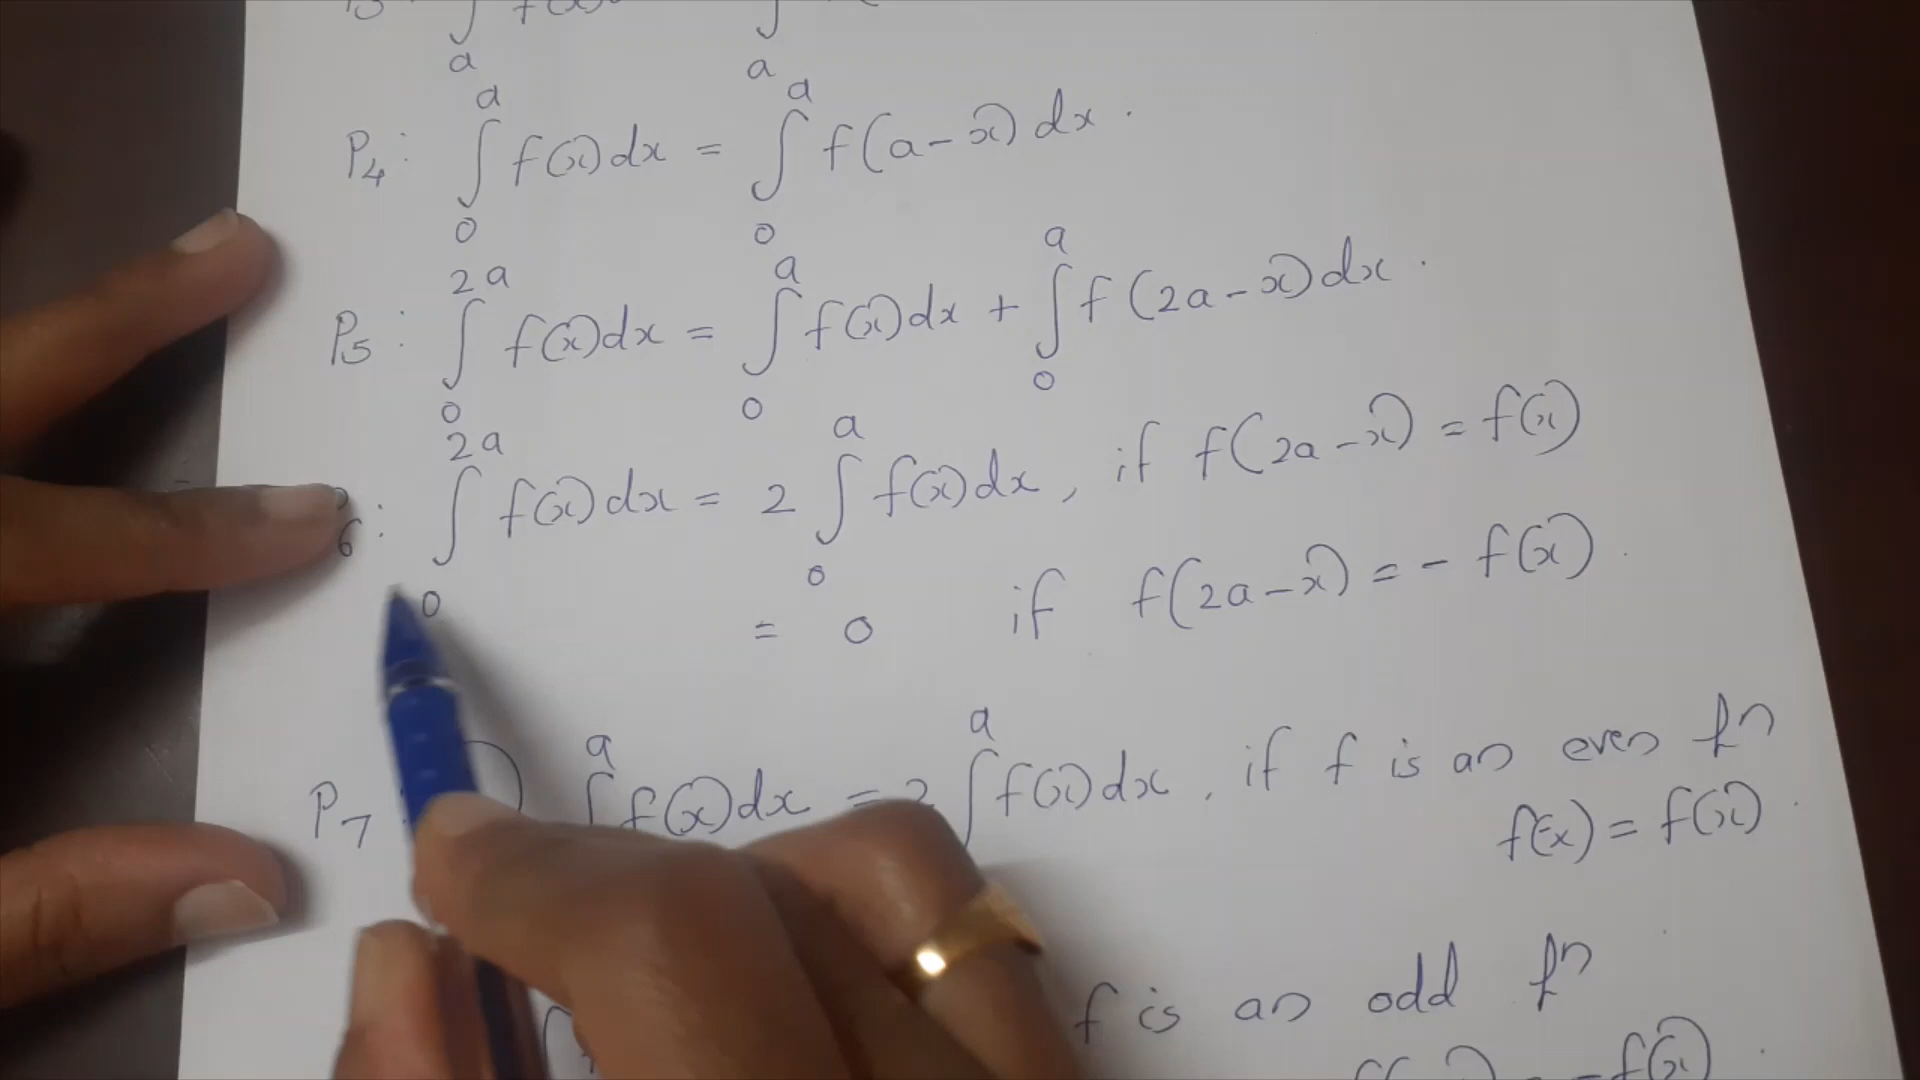 P₄ : ∫₀ᵃ f(x) dx = ∫₀ᵃ f(a-x) dx .
P₅ : ∫₀²ᵃ f(x) dx = ∫₀ᵃ f(x) dx + ∫₀ᵃ f(2a-x) dx .
₆ : ∫₀²ᵃ f(x) dx = 2 ∫₀ᵃ f(x) dx , if f(2a-x) = f(x)
= 0 if f(2a-x) = - f(x) .
P₇ : ∫ᵃ f(x) dx = 2 ∫ᵃ f(x) dx , if f is an even fn
f(-x) = f(x) .
f is an odd fn
-f(x) .